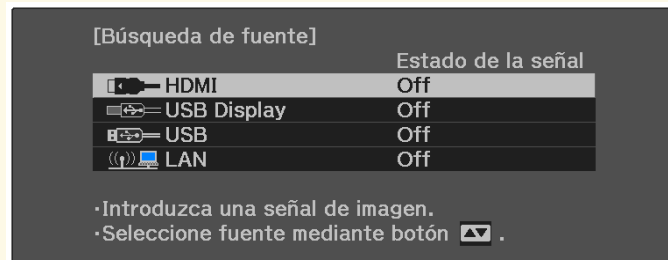 [Búsqueda de fuente]
Estado de la señal
HDMI Off
USB Display Off
USB Off
LAN Off
·Introduzca una señal de imagen.
·Seleccione fuente mediante botón ▲▼ .